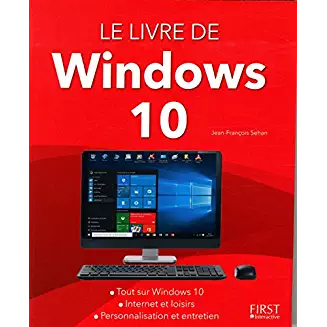 LE LIVRE DE
Windows
10
Jean-François Sehan
• Tout sur Windows 10
• Internet et loisirs
• Personnalisation et entretien
FIRST
Interactive